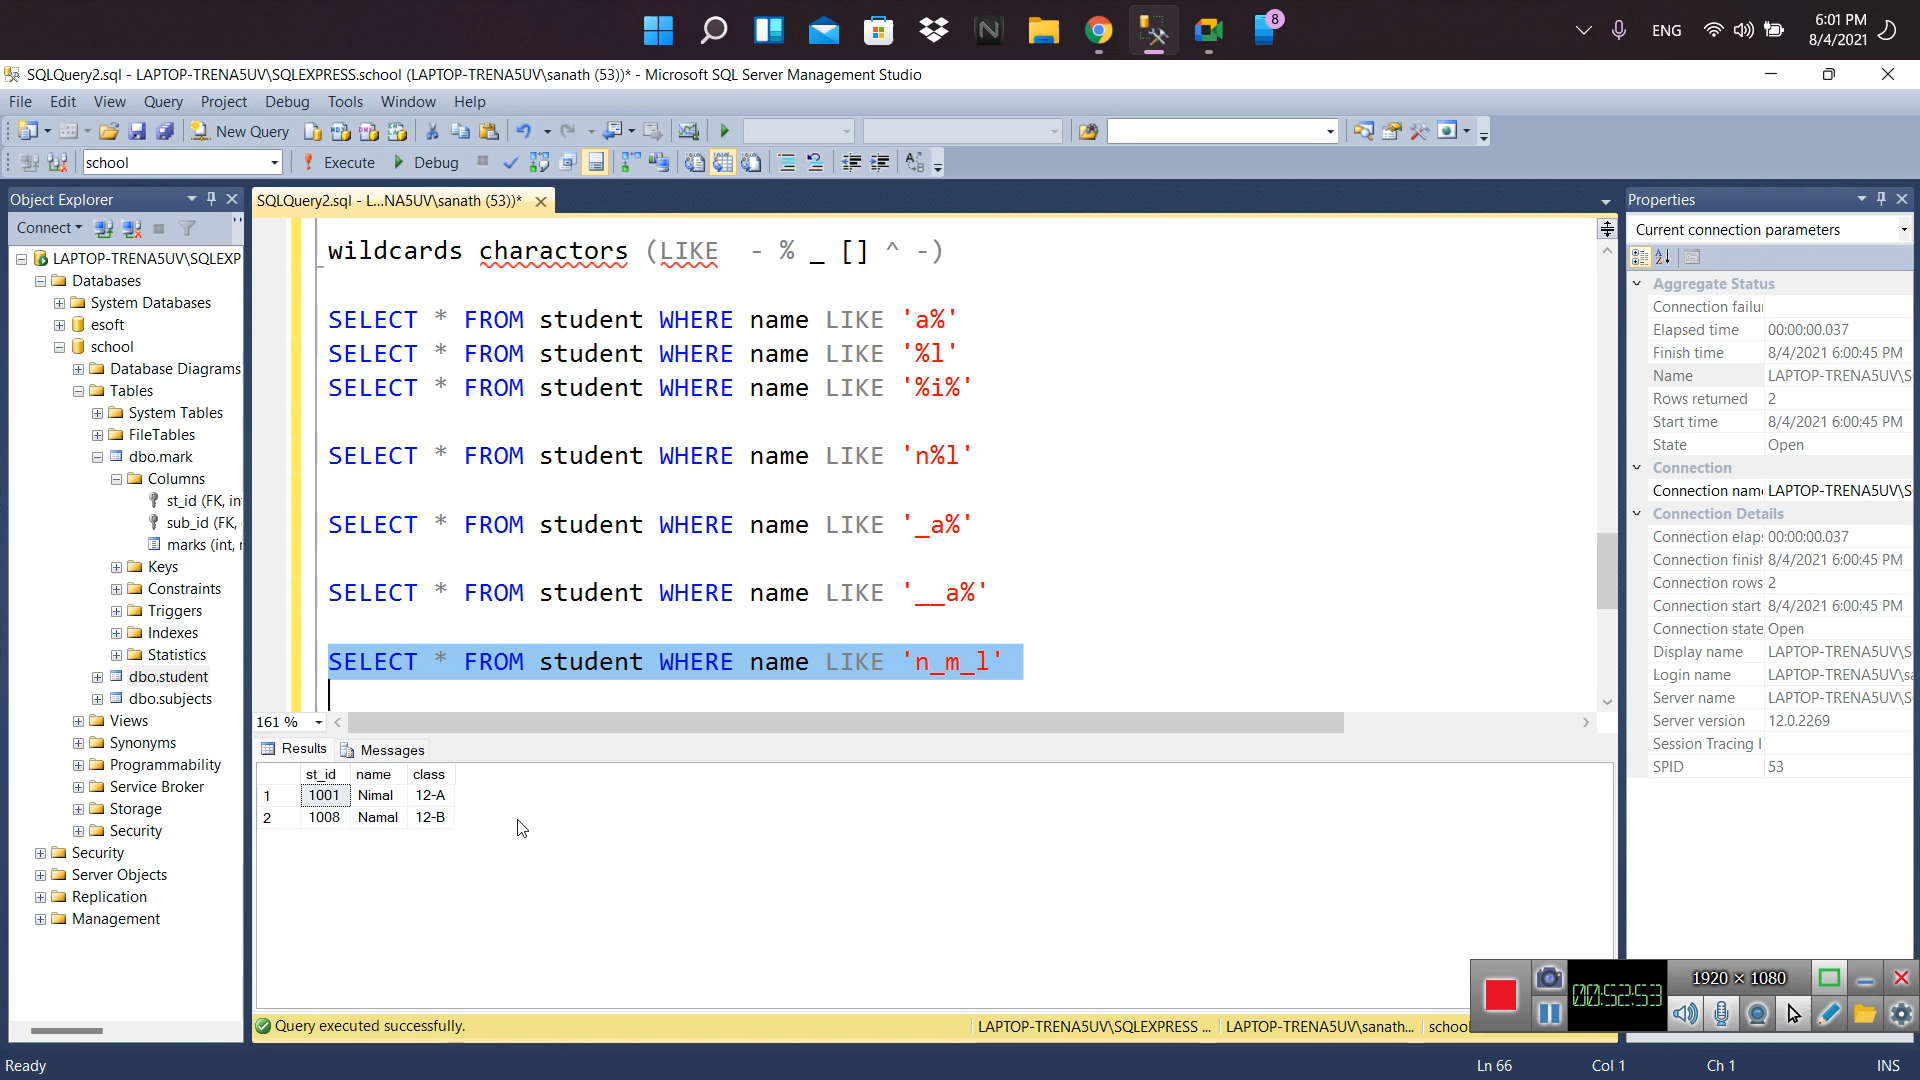 8
ENG
6:01 PM
8/4/2021
SQLQuery2.sql - LAPTOP-TRENA5UV\SQLEXPRESS.school (LAPTOP-TRENA5UV\sanath (53))* - Microsoft SQL Server Management Studio
File Edit View Query Project Debug Tools Window Help
New Query
school
Execute
Debug
Object Explorer
Connect
LAPTOP-TRENA5UV\SQLEXP
Databases
System Databases
esoft
school
Database Diagrams
Tables
System Tables
FileTables
dbo.mark
Columns
st_id (FK, in
sub_id (FK,
marks (int, r
Keys
Constraints
Triggers
Indexes
Statistics
dbo.student
dbo.subjects
Views
Synonyms
Programmability
Service Broker
Storage
Security
Security
Server Objects
Replication
Management
SQLQuery2.sql - L...NA5UV\sanath (53))*
wildcards charactors (LIKE - % _ [] ^ -)
SELECT * FROM student WHERE name LIKE 'a%'
SELECT * FROM student WHERE name LIKE '%l'
SELECT * FROM student WHERE name LIKE '%i%'
SELECT * FROM student WHERE name LIKE 'n%l'
SELECT * FROM student WHERE name LIKE '_a%'
SELECT * FROM student WHERE name LIKE '__a%'
SELECT * FROM student WHERE name LIKE 'n_m_l'
161 %
Results Messages
st_id name class
1 1001 Nimal 12-A
2 1008 Namal 12-B
Query executed successfully.
LAPTOP-TRENA5UV\SQLEXPRESS ...
LAPTOP-TRENA5UV\sanath...
school
Properties
Current connection parameters
Aggregate Status
Connection failu
Elapsed time 00:00:00.037
Finish time 8/4/2021 6:00:45 PM
Name LAPTOP-TRENA5UV\S
Rows returned 2
Start time 8/4/2021 6:00:45 PM
State Open
Connection
Connection name LAPTOP-TRENA5UV\S
Connection Details
Connection elap: 00:00:00.037
Connection finish 8/4/2021 6:00:45 PM
Connection rows 2
Connection start 8/4/2021 6:00:45 PM
Connection state Open
Display name LAPTOP-TRENA5UV\S
Login name LAPTOP-TRENA5UV\sa
Server name LAPTOP-TRENA5UV\S
Server version 12.0.2269
Session Tracing I
SPID 53
1920 × 1080
00:52:53
Ready
Ln 66
Col 1
Ch 1
INS